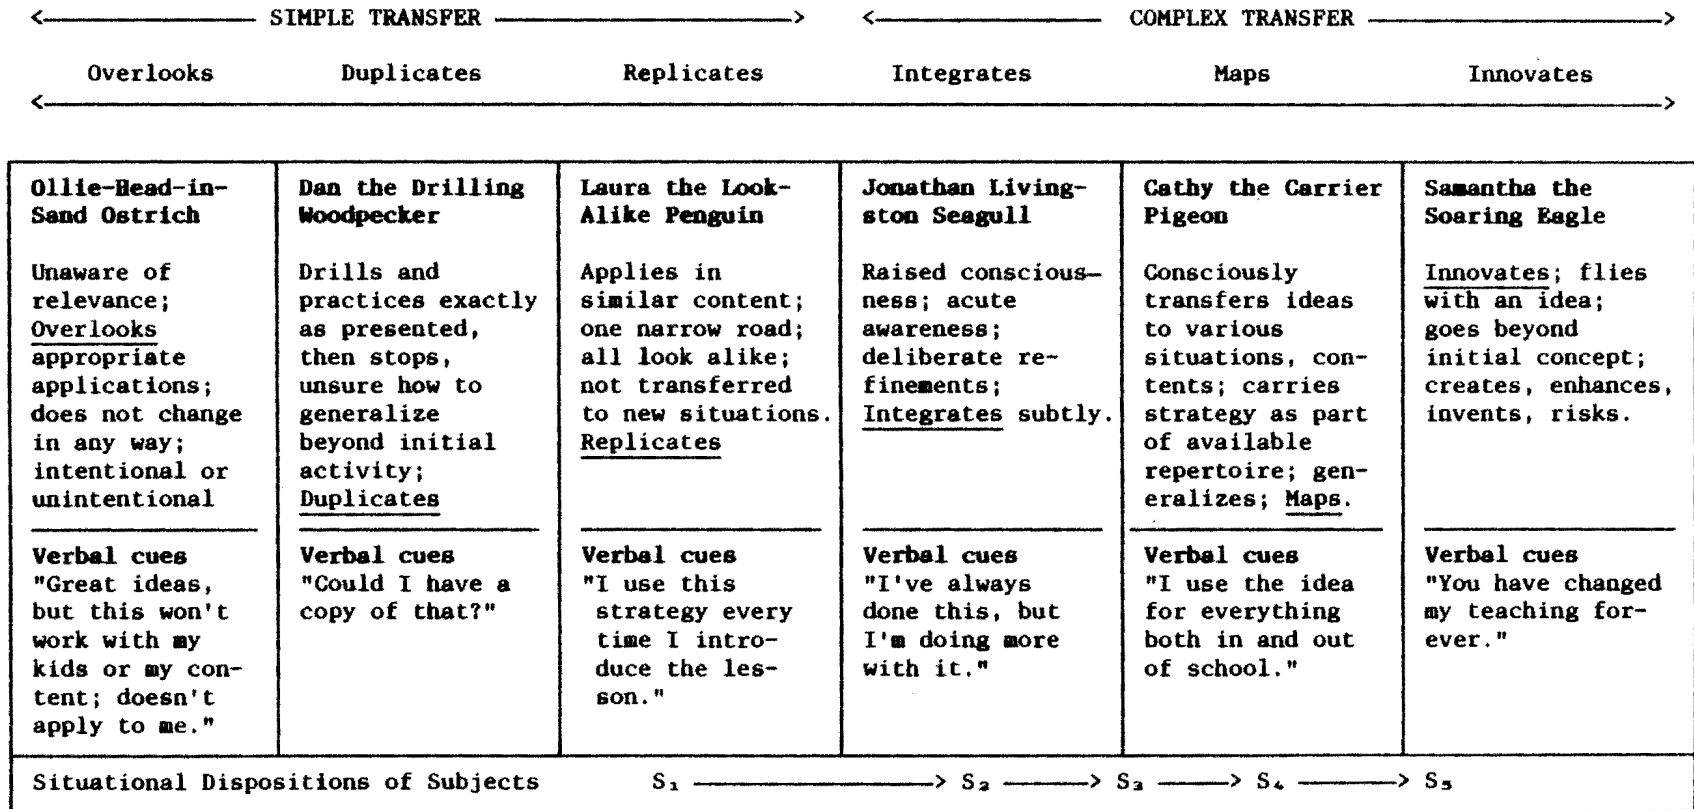 <—— SIMPLE TRANSFER ——> <—— COMPLEX TRANSFER ——>
Overlooks Duplicates Replicates Integrates Maps Innovates
Ollie-Head-in-
Sand Ostrich
Unaware of
relevance;
Overlooks
appropriate
applications;
does not change
in any way;
intentional or
unintentional
Verbal cues
"Great ideas,
but this won't
work with my
kids or my con-
tent; doesn't
apply to me."
Dan the Drilling
Woodpecker
Drills and
practices exactly
as presented,
then stops,
unsure how to
generalize
beyond initial
activity;
Duplicates
Verbal cues
"Could I have a
copy of that?"
Laura the Look-
Alike Penguin
Applies in
similar content;
one narrow road;
all look alike;
not transferred
to new situations.
Replicates
Verbal cues
"I use this
strategy every
time I intro-
duce the les-
son."
Jonathan Living-
ston Seagull
Raised conscious-
ness; acute
awareness;
deliberate re-
finements;
Integrates subtly.
Verbal cues
"I've always
done this, but
I'm doing more
with it."
Cathy the Carrier
Pigeon
Consciously
transfers ideas
to various
situations, con-
tents; carries
strategy as part
of available
repertoire; gen-
eralizes; Maps.
Verbal cues
"I use the idea
for everything
both in and out
of school."
Samantha the
Soaring Eagle
Innovates; flies
with an idea;
goes beyond
initial concept;
creates, enhances,
invents, risks.
Verbal cues
"You have changed
my teaching for-
ever."
Situational Dispositions of Subjects S₁ ——> S₂ ——> S₃ ——> S₄ ——> S₅